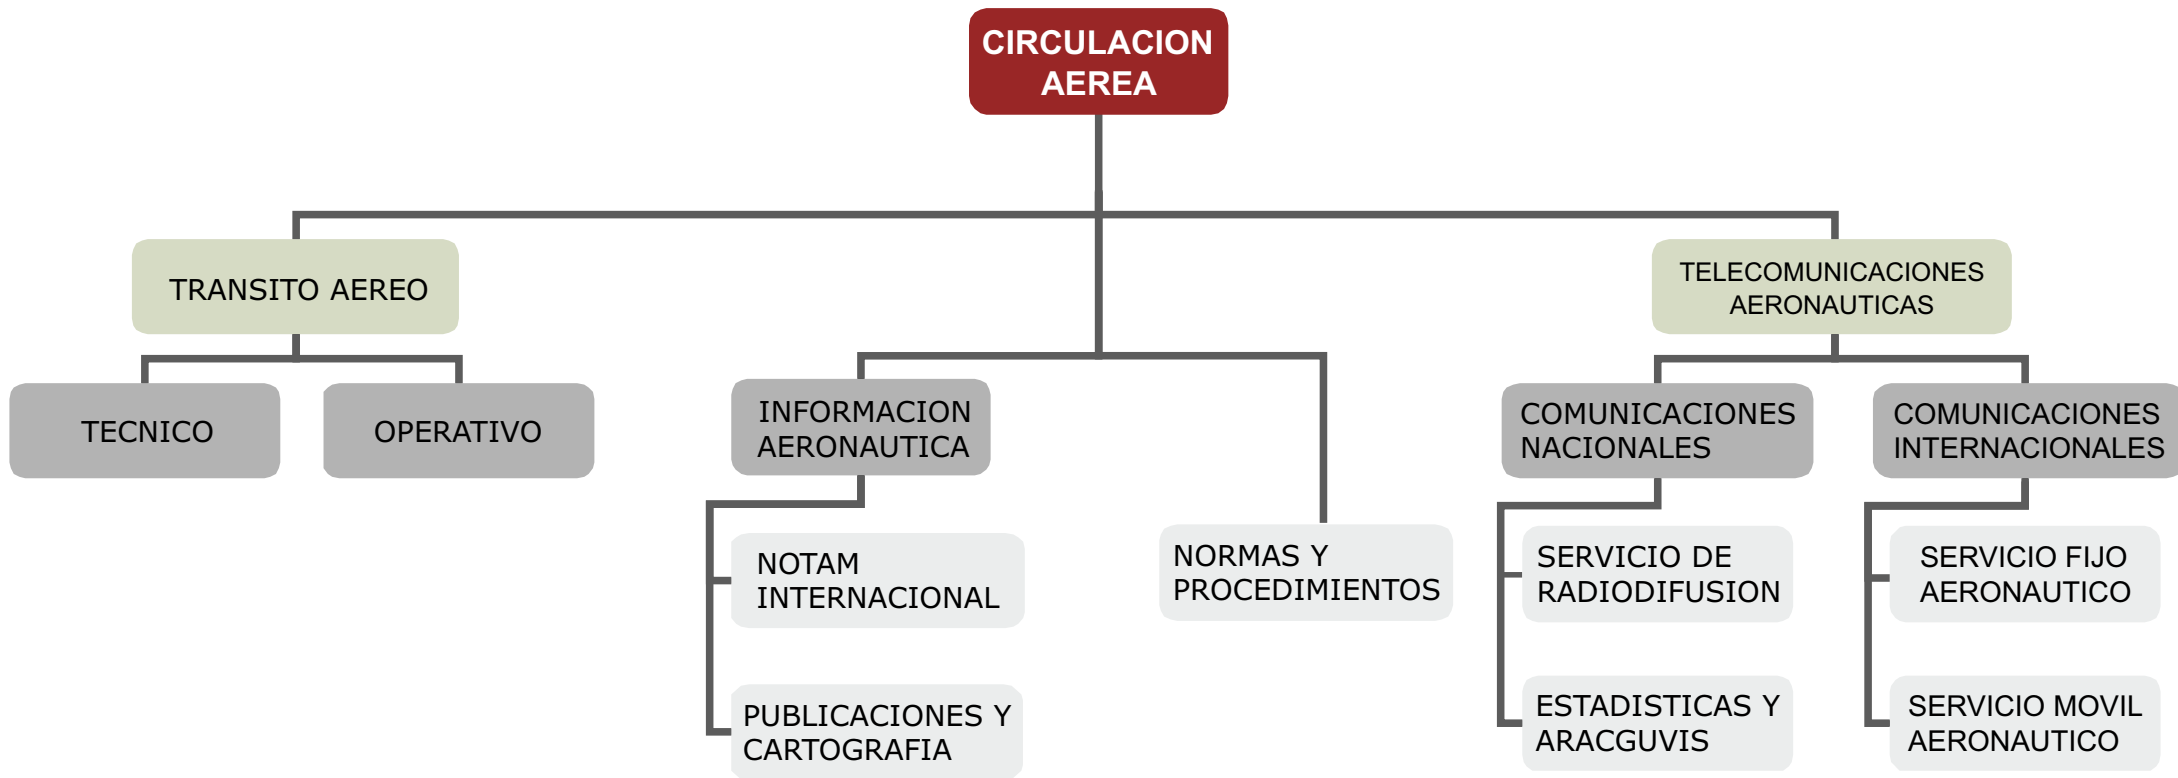 CIRCULACION
AEREA
TRANSITO AEREO
TELECOMUNICACIONES
AERONAUTICAS
TECNICO
OPERATIVO
INFORMACION
AERONAUTICA
COMUNICACIONES
NACIONALES
COMUNICACIONES
INTERNACIONALES
NOTAM
INTERNACIONAL
NORMAS Y
PROCEDIMIENTOS
SERVICIO DE
RADIODIFUSION
SERVICIO FIJO
AERONAUTICO
PUBLICACIONES Y
CARTOGRAFIA
ESTADISTICAS Y
ARACGUVIS
SERVICIO MOVIL
AERONAUTICO